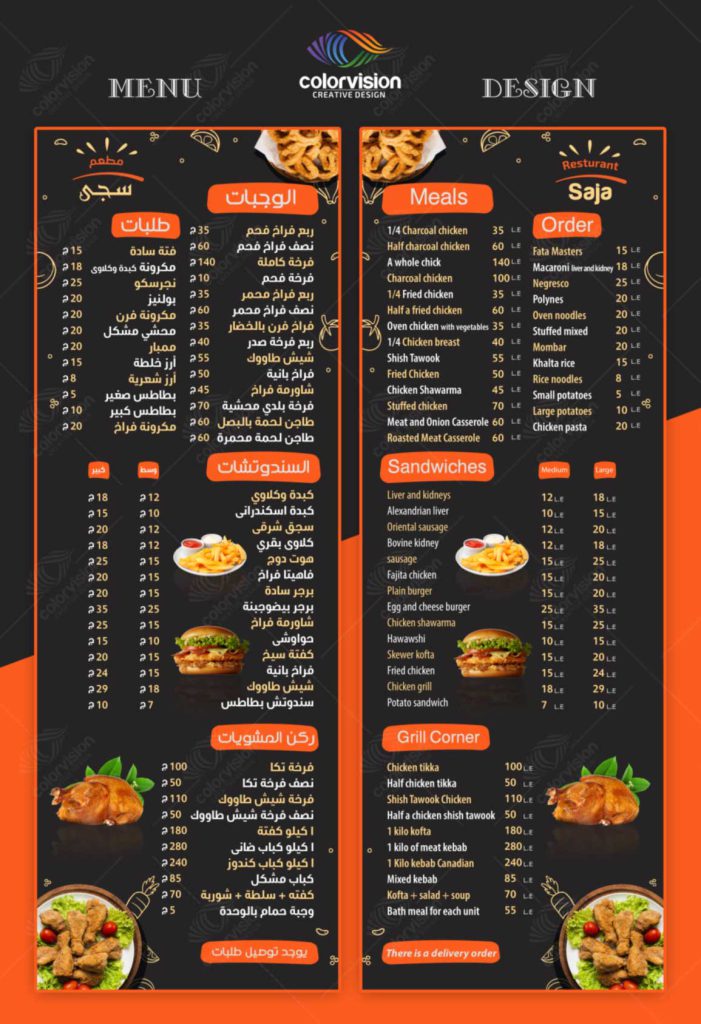 MENU
colorvision
CREATIVE DESIGN
DESIGN
مطعم
سجى
الوجبات
ربع فراخ فحم 35 ج
نصف فراخ فحم 60 ج
فرخة كاملة 140 ج
فرخة فحم 10 ج
ربع فراخ محمر 35 ج
نصف فراخ محمر 60 ج
فراخ فرن بالخضار 35 ج
ربع فرخة صدر 40 ج
شيش طاووك 55 ج
فراخ بانية 50 ج
شاورمة فراخ 45 ج
فرخة بلدي محشية 70 ج
طاجن لحمة بالبصل 60 ج
طاجن لحمة محمرة 60 ج
طلبات
فتة سادة 15 ج
مكرونة كبدة وكلاوى 18 ج
نجرسكو 25 ج
بولنيز 20 ج
مكرونة فرن 20 ج
محشي مشكل 20 ج
ممبار 20 ج
أرز خلطة 15 ج
أرز شعرية 8 ج
بطاطس صغير 5 ج
بطاطس كبير 10 ج
مكرونة فراخ 20 ج
السندوتشات وسط كبير
كبدة وكلاوي 12 ج 18 ج
كبدة اسكندرانى 10 ج 15 ج
سجق شرقي 12 ج 20 ج
كلاوى بقري 12 ج 18 ج
هوت دوج 15 ج 25 ج
فاهيتا فراخ 15 ج 20 ج
برجر سادة 15 ج 20 ج
برجر بيضوجبنة 25 ج 35 ج
شاورمة فراخ 15 ج 25 ج
حواوشى 10 ج 15 ج
كفتة سيخ 15 ج 20 ج
فراخ بانية 15 ج 24 ج
شيش طاووك 18 ج 29 ج
سندوتش بطاطس 7 ج 10 ج
ركن المشويات
فرخة تكا 100 ج
نصف فرخة تكا 50 ج
فرخة شيش طاووك 110 ج
نصف فرخة شيش طاووك 50 ج
ا كيلو كفتة 180 ج
ا كيلو كباب ضانى 280 ج
ا كيلو كباب كندوز 240 ج
كباب مشكل 85 ج
كفته + سلطة + شوربة 70 ج
وجبة حمام بالوحدة 5 ج
يوجد توصيل طلبات
Resturant
Saja
Meals
1/4 Charcoal chicken 35 L.E
Half charcoal chicken 60 L.E
A whole chick 140 L.E
Charcoal chicken 100 L.E
1/4 Fried chicken 35 L.E
Half a fried chicken 60 L.E
Oven chicken with vegetables 35 L.E
1/4 Chicken breast 40 L.E
Shish Tawook 55 L.E
Fried Chicken 50 L.E
Chicken Shawarma 45 L.E
Stuffed chicken 70 L.E
Meat and Onion Casserole 60 L.E
Roasted Meat Casserole 60 L.E
Order
Fata Masters 15 L.E
Macaroni liver and kidney 18 L.E
Negresco 25 L.E
Polynes 20 L.E
Oven noodles 20 L.E
Stuffed mixed 20 L.E
Mombar 20 L.E
Khalta rice 15 L.E
Rice noodles 8 L.E
Small potatoes 5 L.E
Large potatoes 10 L.E
Chicken pasta 20 L.E
Sandwiches Medium Large
Liver and kidneys 12 L.E 18 L.E
Alexandrian liver 10 L.E 15 L.E
Oriental sausage 12 L.E 20 L.E
Bovine kidney 12 L.E 18 L.E
sausage 15 L.E 25 L.E
Fajita chicken 15 L.E 20 L.E
Plain burger 15 L.E 20 L.E
Egg and cheese burger 25 L.E 35 L.E
Chicken shawarma 15 L.E 25 L.E
Hawawshi 10 L.E 15 L.E
Skewer kofta 15 L.E 20 L.E
Fried chicken 15 L.E 24 L.E
Chicken grill 18 L.E 29 L.E
Potato sandwich 7 L.E 10 L.E
Grill Corner
Chicken tikka 100 L.E
Half chicken tikka 50 L.E
Shish Tawook Chicken 110 L.E
Half a chicken shish tawook 50 L.E
1 kilo kofta 180 L.E
1 kilo of meat kebab 280 L.E
1 Kilo kebab Canadian 240 L.E
Mixed kebab 85 L.E
Kofta + salad + soup 70 L.E
Bath meal for each unit 55 L.E
There is a delivery order